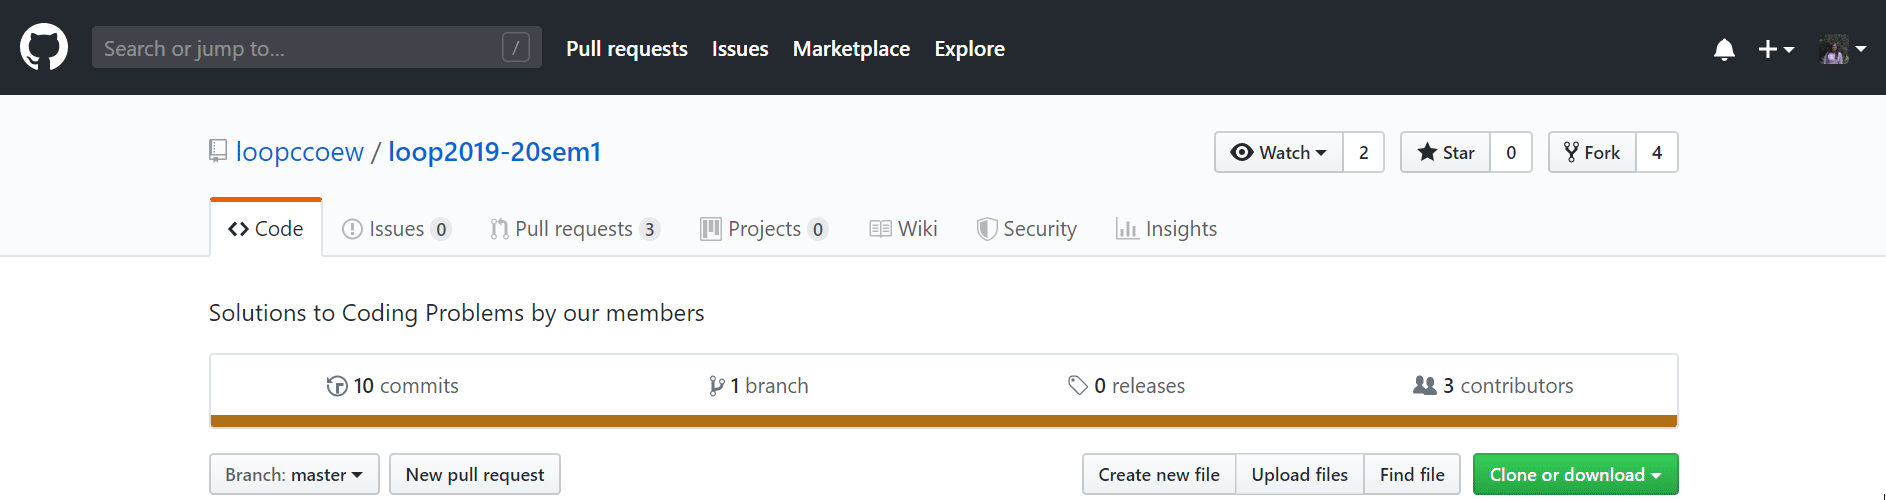 Search or jump to... / Pull requests Issues Marketplace Explore
loopccoew / loop2019-20sem1 Watch 2 Star 0 Fork 4
Code Issues 0 Pull requests 3 Projects 0 Wiki Security Insights
Solutions to Coding Problems by our members
10 commits 1 branch 0 releases 3 contributors
Branch: master New pull request Create new file Upload files Find file Clone or download